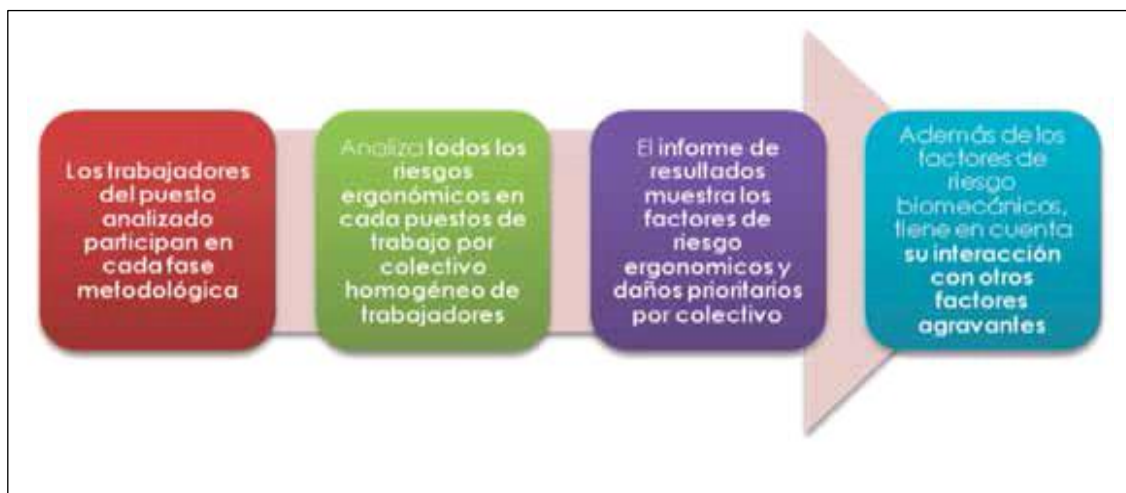 Los trabajadores
del puesto
analizado
participan en
cada fase
metodológica
Analiza todos los
riesgos
ergonómicos en
cada puestos de
trabajo por
colectivo
homogéneo de
trabajadores
El informe de
resultados
muestra los
factores de
riesgo
ergonomicos y
daños prioritarios
por colectivo
Además de los
factores de
riesgo
biomecánicos,
tiene en cuenta
su interacción
con otros
factores
agravantes